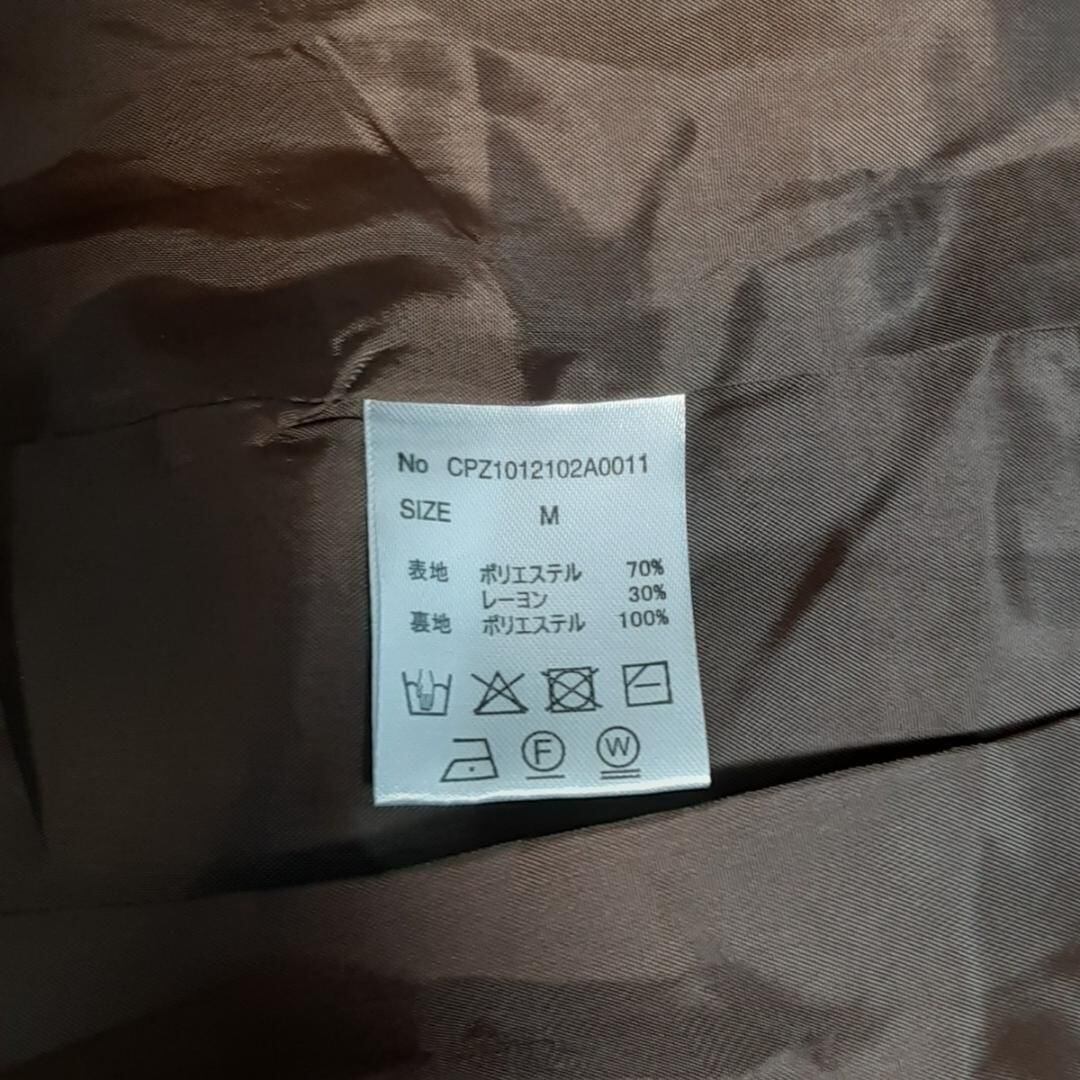 No CPZ1012102A0011
SIZE M
表地 ポリエステル 70%
レーヨン 30%
裏地 ポリエステル 100%
F W